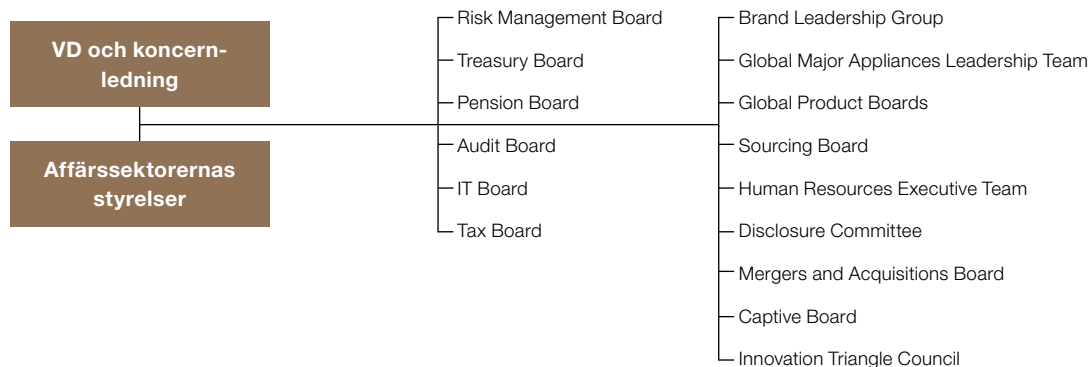 VD och koncern-
ledning
Affärssektorernas
styrelser
Risk Management Board
Treasury Board
Pension Board
Audit Board
IT Board
Tax Board
Brand Leadership Group
Global Major Appliances Leadership Team
Global Product Boards
Sourcing Board
Human Resources Executive Team
Disclosure Committee
Mergers and Acquisitions Board
Captive Board
Innovation Triangle Council